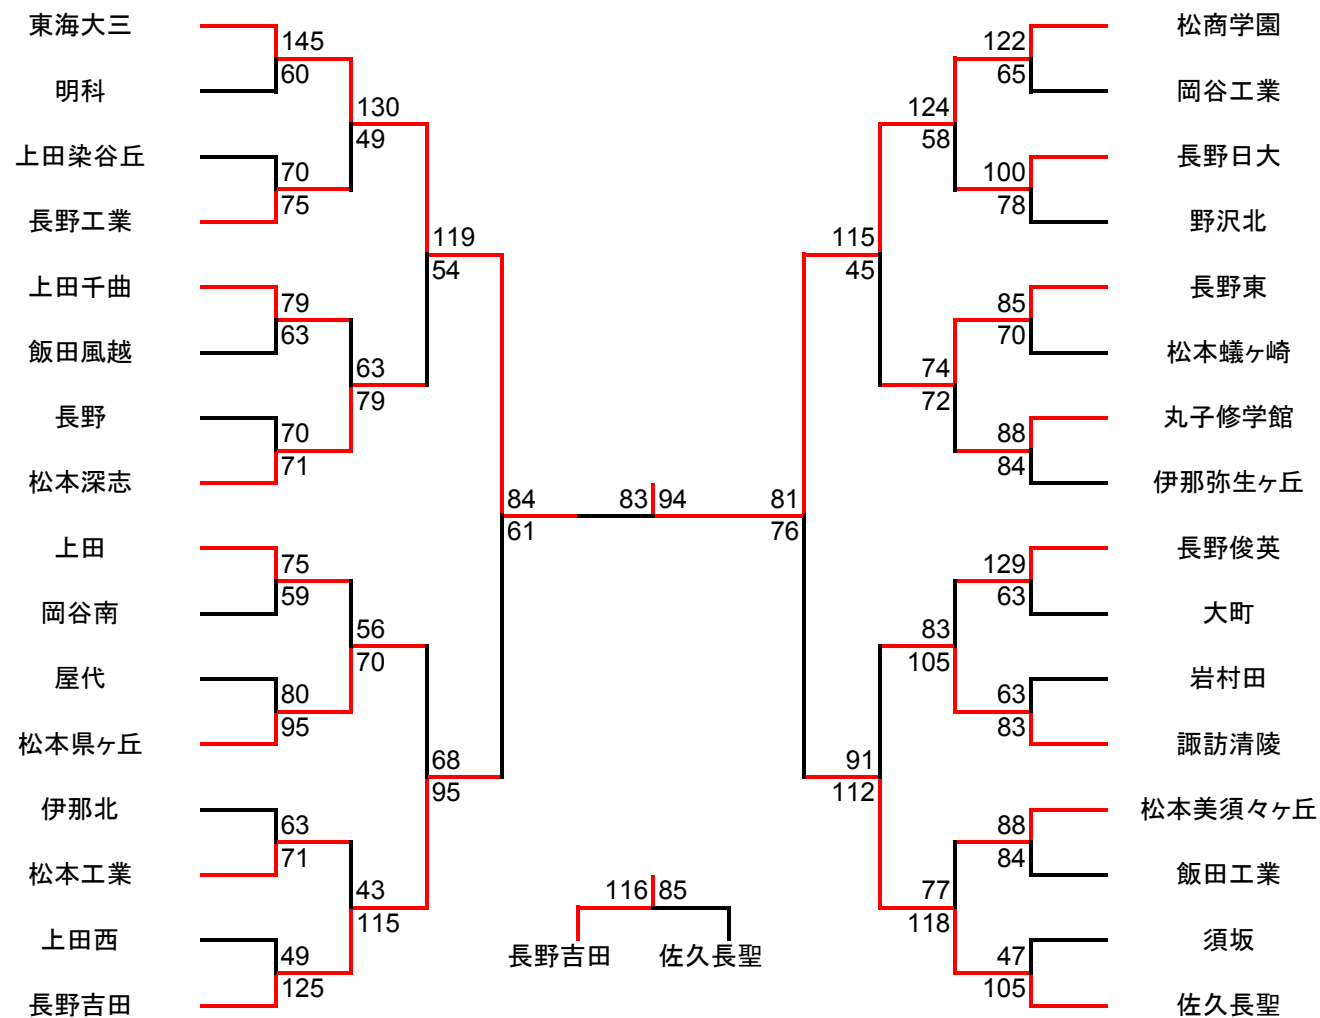 東海大三
明科
上田染谷丘
長野工業
上田千曲
飯田風越
長野
松本深志
上田
岡谷南
屋代
松本県ヶ丘
伊那北
松本工業
上田西
長野吉田
145
60
70
75
79
63
70
71
75
59
80
95
63
71
49
125
130
49
63
79
56
70
43
115
119
54
68
95
84
61
83 94
81
76
116 85
長野吉田 佐久長聖
115
45
91
112
124
58
74
72
83
105
77
118
122
65
100
78
85
70
88
84
129
63
63
83
88
84
47
105
松商学園
岡谷工業
長野日大
野沢北
長野東
松本蟻ヶ崎
丸子修学館
伊那弥生ヶ丘
長野俊英
大町
岩村田
諏訪清陵
松本美須々ヶ丘
飯田工業
須坂
佐久長聖